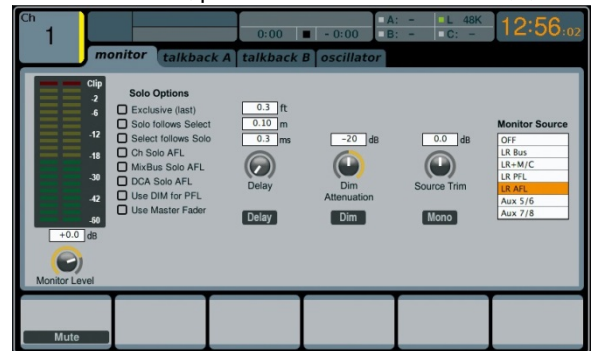 Ch
1
0:00 - 0:00
A: - L 48K
B: - C: -
12:56:02
monitor talkback A talkback B oscillator
Clip
-2
-6
-12
-18
-30
-42
-60
+0.0 dB
Monitor Level
Solo Options
Exclusive (last)
Solo follows Select
Select follows Solo
Ch Solo AFL
MixBus Solo AFL
DCA Solo AFL
Use DIM for PFL
Use Master Fader
0.3 ft
0.10 m
0.3 ms
Delay
Delay
-20 dB
Dim
Attenuation
Dim
0.0 dB
Source Trim
Mono
Monitor Source
OFF
LR Bus
LR+M/C
LR PFL
LR AFL
Aux 5/6
Aux 7/8
Mute